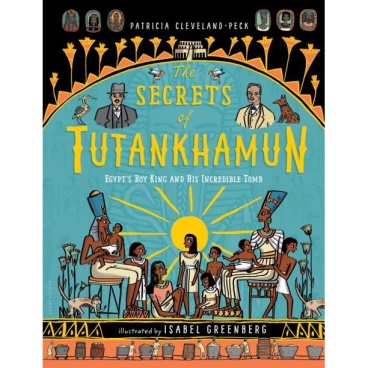 PATRICIA CLEVELAND-PECK
The
SECRETS
of
TUTANKHAMUN
EGYPT'S BOY KING AND HIS INCREDIBLE TOMB
illustrated by ISABEL GREENBERG